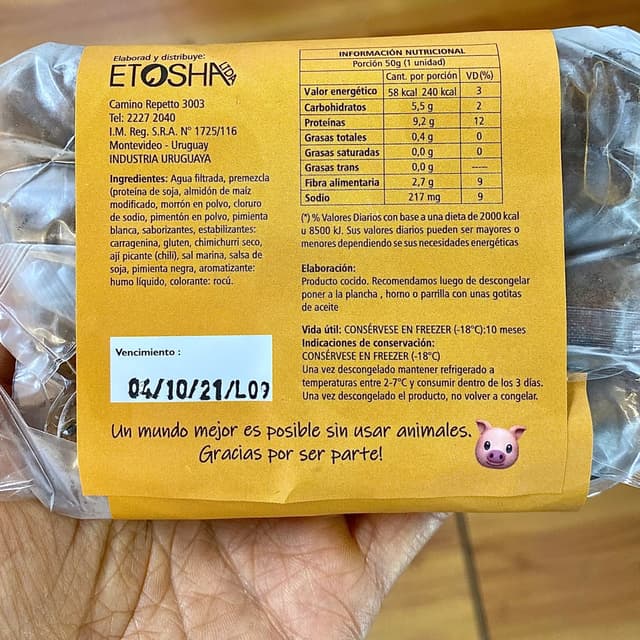 Elaborad y distribuye:
ETOSHA LTDA
Camino Repetto 3003
Tel: 2227 2040
I.M. Reg. S.R.A. N° 1725/116
Montevideo - Uruguay
INDUSTRIA URUGUAYA
Ingredientes: Agua filtrada, premezcla
(proteína de soja, almidón de maíz
modificado, morrón en polvo, cloruro
de sodio, pimentón en polvo, pimienta
blanca, saborizantes, estabilizantes:
carragenina, gluten, chimichurri seco,
ají picante (chili), sal marina, salsa de
soja, pimienta negra, aromatizante:
humo líquido, colorante: rocú.
Vencimiento :
04/10/21/L09
INFORMACIÓN NUTRICIONAL
Porción 50g (1 unidad)
Cant. por porción VD(%)
Valor energético 58 kcal 240 kcal 3
Carbohidratos 5,5 g 2
Proteínas 9,2 g 12
Grasas totales 0,4 g 0
Grasas saturadas 0,0 g 0
Grasas trans 0,0 g -----
Fibra alimentaria 2,7 g 9
Sodio 217 mg 9
(*) % Valores Diarios con base a una dieta de 2000 kcal
u 8500 kJ. Sus valores diarios pueden ser mayores o
menores dependiendo se sus necesidades energéticas
Elaboración:
Producto cocido. Recomendamos luego de descongelar
poner a la plancha , horno o parrilla con unas gotitas
de aceite
Vida útil: CONSÉRVESE EN FREEZER (-18°C):10 meses
Indicaciones de conservación:
CONSÉRVESE EN FREEZER (-18°C)
Una vez descongelado mantener refrigerado a
temperaturas entre 2-7°C y consumir dentro de los 3 días.
Una vez descongelado el producto, no volver a congelar.
Un mundo mejor es posible sin usar animales.
Gracias por ser parte!